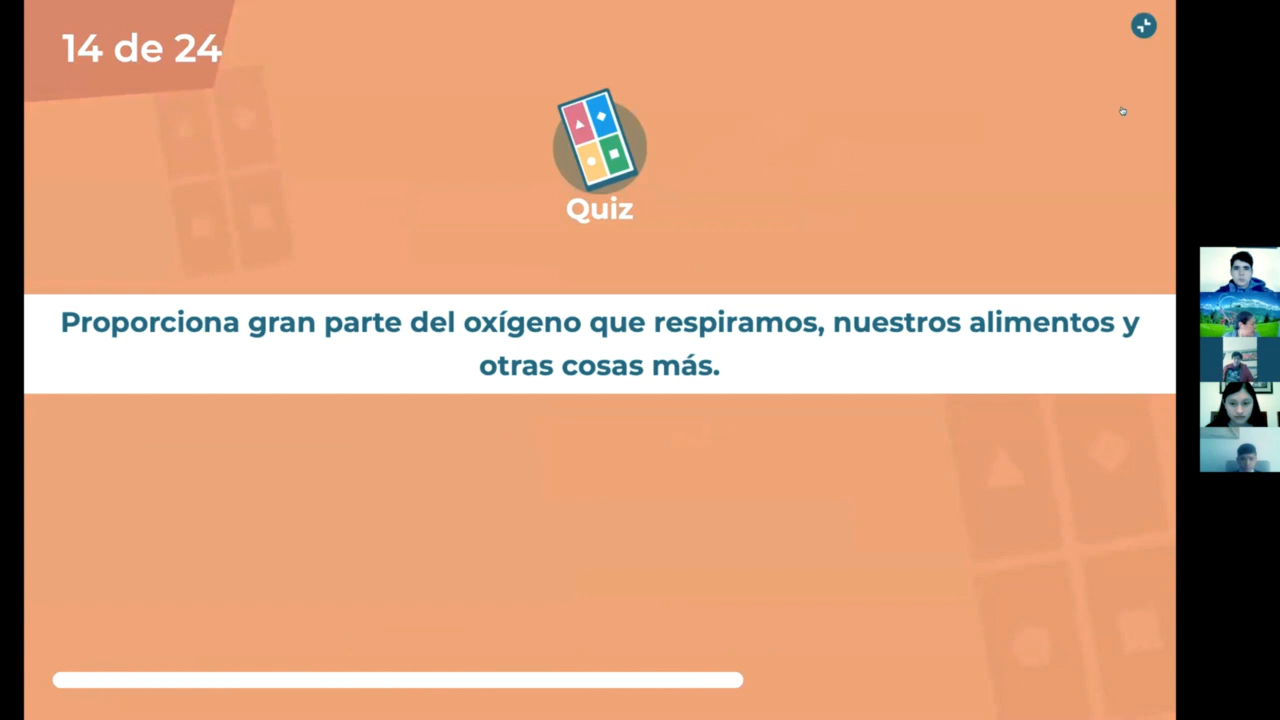 14 de 24
Quiz
Proporciona gran parte del oxígeno que respiramos, nuestros alimentos y
otras cosas más.